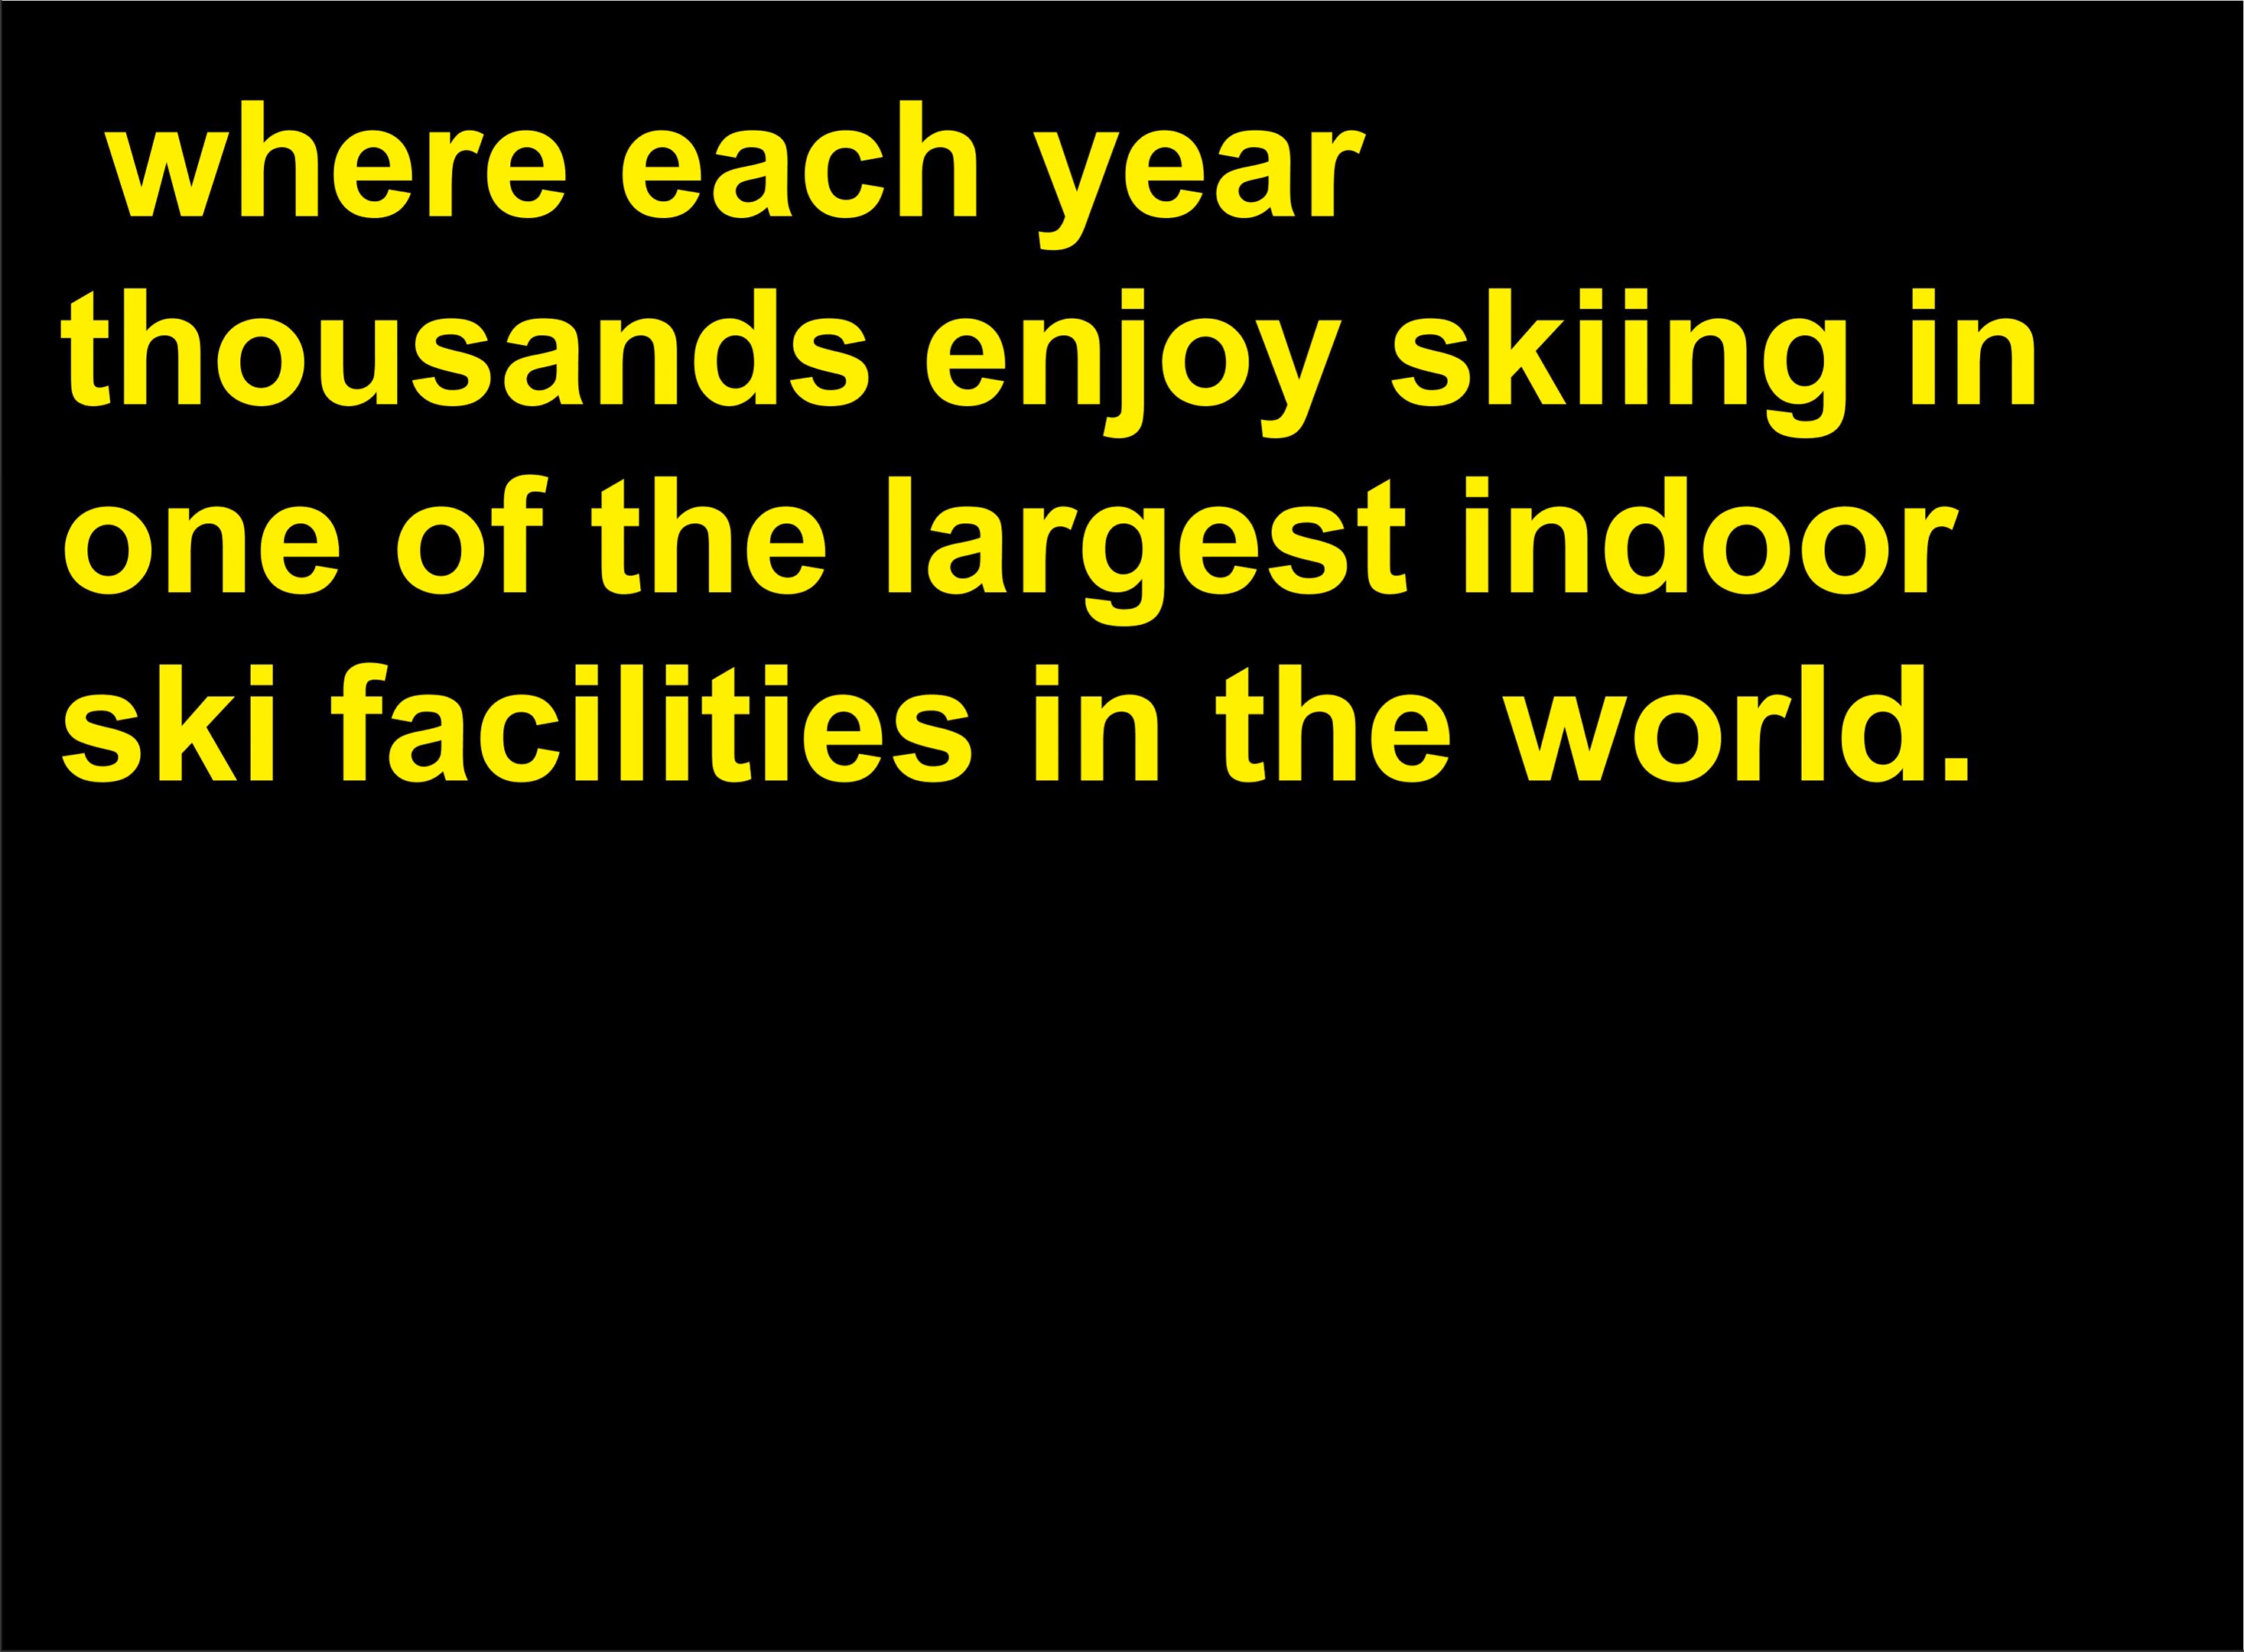 where each year
thousands enjoy skiing in
one of the largest indoor
ski facilities in the world.